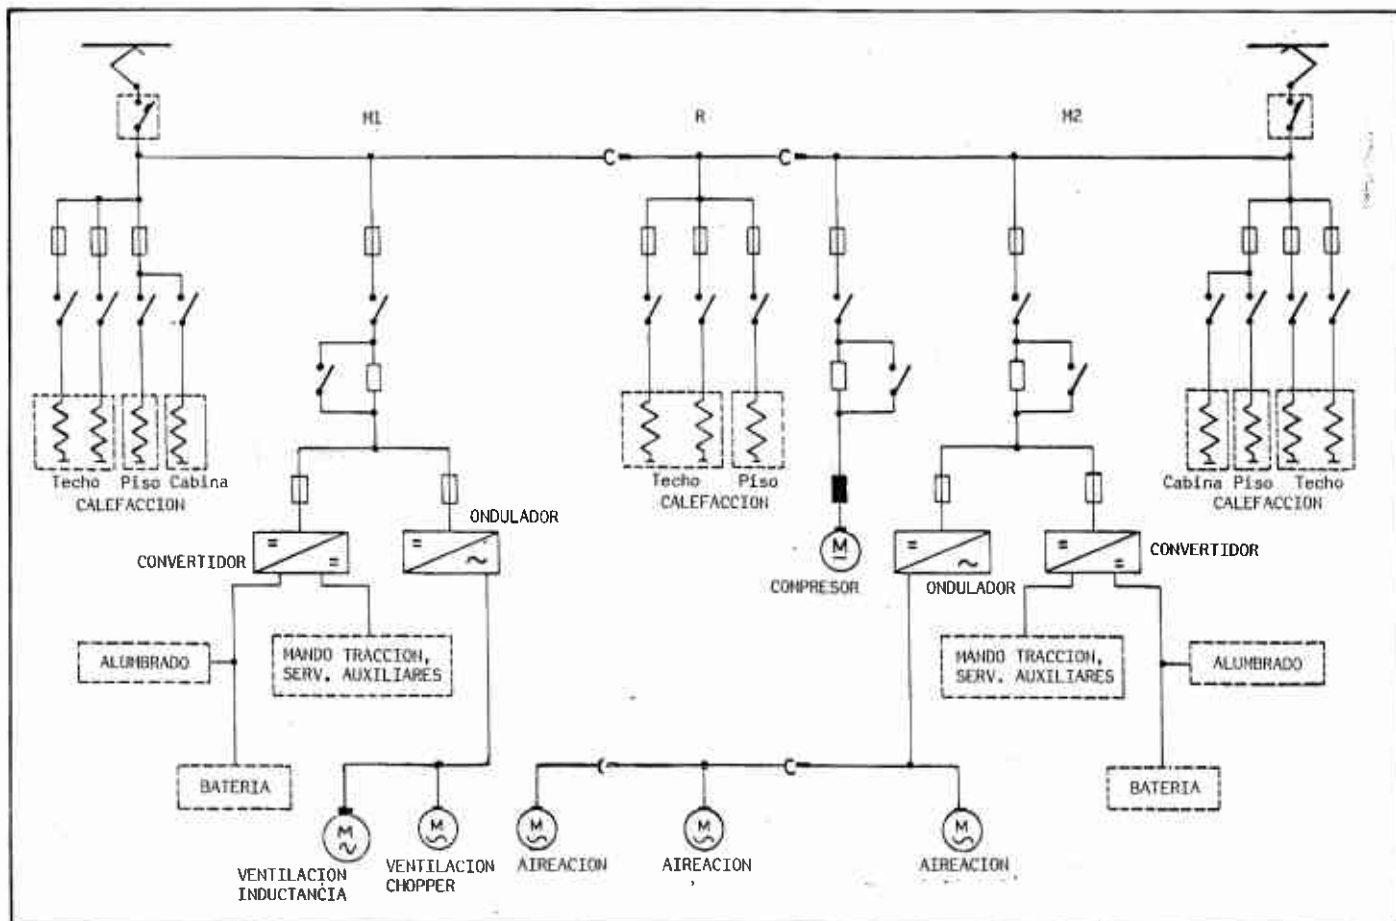 M1
R
M2
Techo
Piso
Cabina
CALEFACCION
Techo
Piso
CALEFACCION
Cabina
Piso
Techo
CALEFACCION
CONVERTIDOR
=
=
ONDULADOR
=
~
M
COMPRESOR
=
~
ONDULADOR
=
=
CONVERTIDOR
ALUMBRADO
MANDO TRACCION,
SERV. AUXILIARES
MANDO TRACCION,
SERV. AUXILIARES
ALUMBRADO
BATERIA
BATERIA
M
~
VENTILACION
INDUCTANCIA
M
~
VENTILACION
CHOPPER
M
~
AIREACION
M
~
AIREACION
M
~
AIREACION